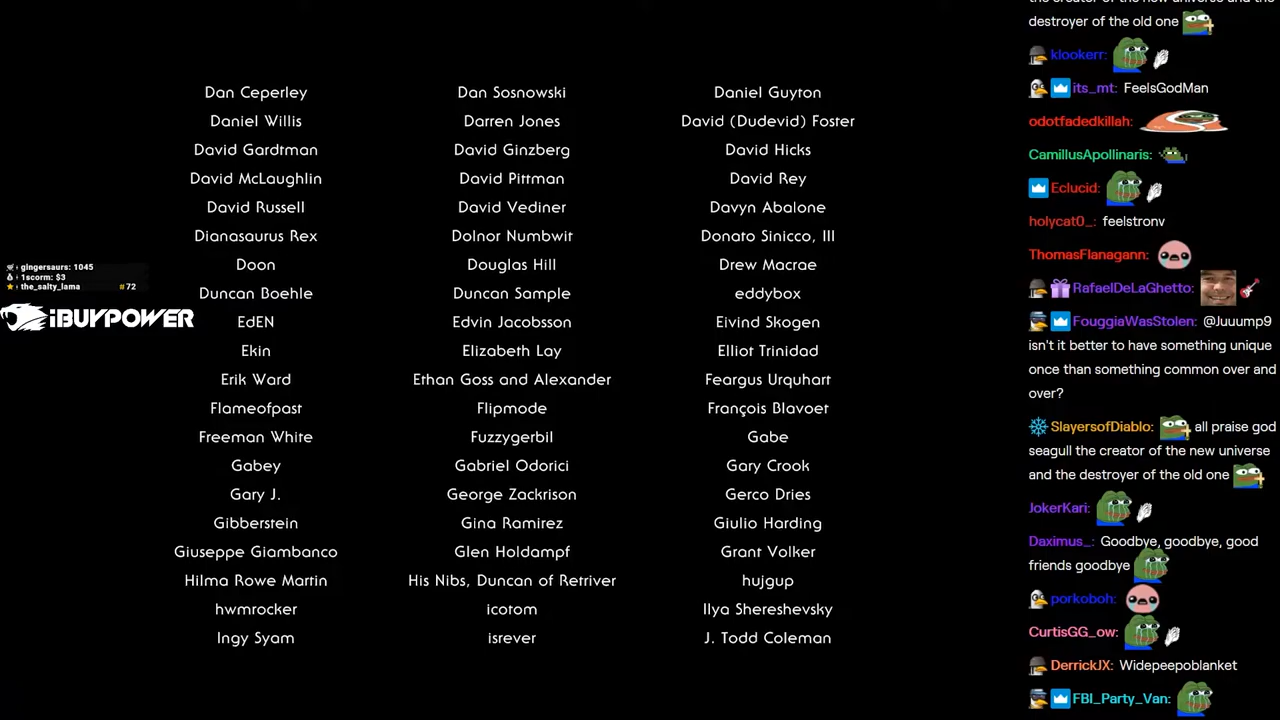 Dan Ceperley Dan Sosnowski Daniel Guyton
Daniel Willis Darren Jones David (Dudevid) Foster
David Gardtman David Ginzberg David Hicks
David McLaughlin David Pittman David Rey
David Russell David Vediner Davyn Abalone
Dianasaurus Rex Dolnor Numbwit Donato Sinicco, III
Doon Douglas Hill Drew Macrae
Duncan Boehle Duncan Sample eddybox
EdEN Edvin Jacobsson Eivind Skogen
Ekin Elizabeth Lay Elliot Trinidad
Erik Ward Ethan Goss and Alexander Feargus Urquhart
Flameofpast Flipmode François Blavoet
Freeman White Fuzzygerbil Gabe
Gabey Gabriel Odorici Gary Crook
Gary J. George Zackrison Gerco Dries
Gibberstein Gina Ramirez Giulio Harding
Giuseppe Giambanco Glen Holdampf Grant Volker
Hilma Rowe Martin His Nibs, Duncan of Retriver hujgup
hwmrocker icotom Ilya Shereshevsky
Ingy Syam isrever J. Todd Coleman
gingersaurs: 1045
1scorm: $3
the_salty_lama #72
iBUYPOWER
the creator of the new universe and the
destroyer of the old one
klookerr:
its_mt: FeelsGodMan
odotfadedkillah:
CamillusApollinaris:
Eclucid:
holycat0_: feelstronv
ThomasFlanagann:
RafaelDeLaGhetto:
FouggiaWasStolen: @Juuump9
isn't it better to have something unique
once than something common over and
over?
SlayersofDiablo: all praise god
seagull the creator of the new universe
and the destroyer of the old one
JokerKari:
Daximus_: Goodbye, goodbye, good
friends goodbye
porkoboh:
CurtisGG_ow:
DerrickJX: Widepeepoblanket
FBI_Party_Van: